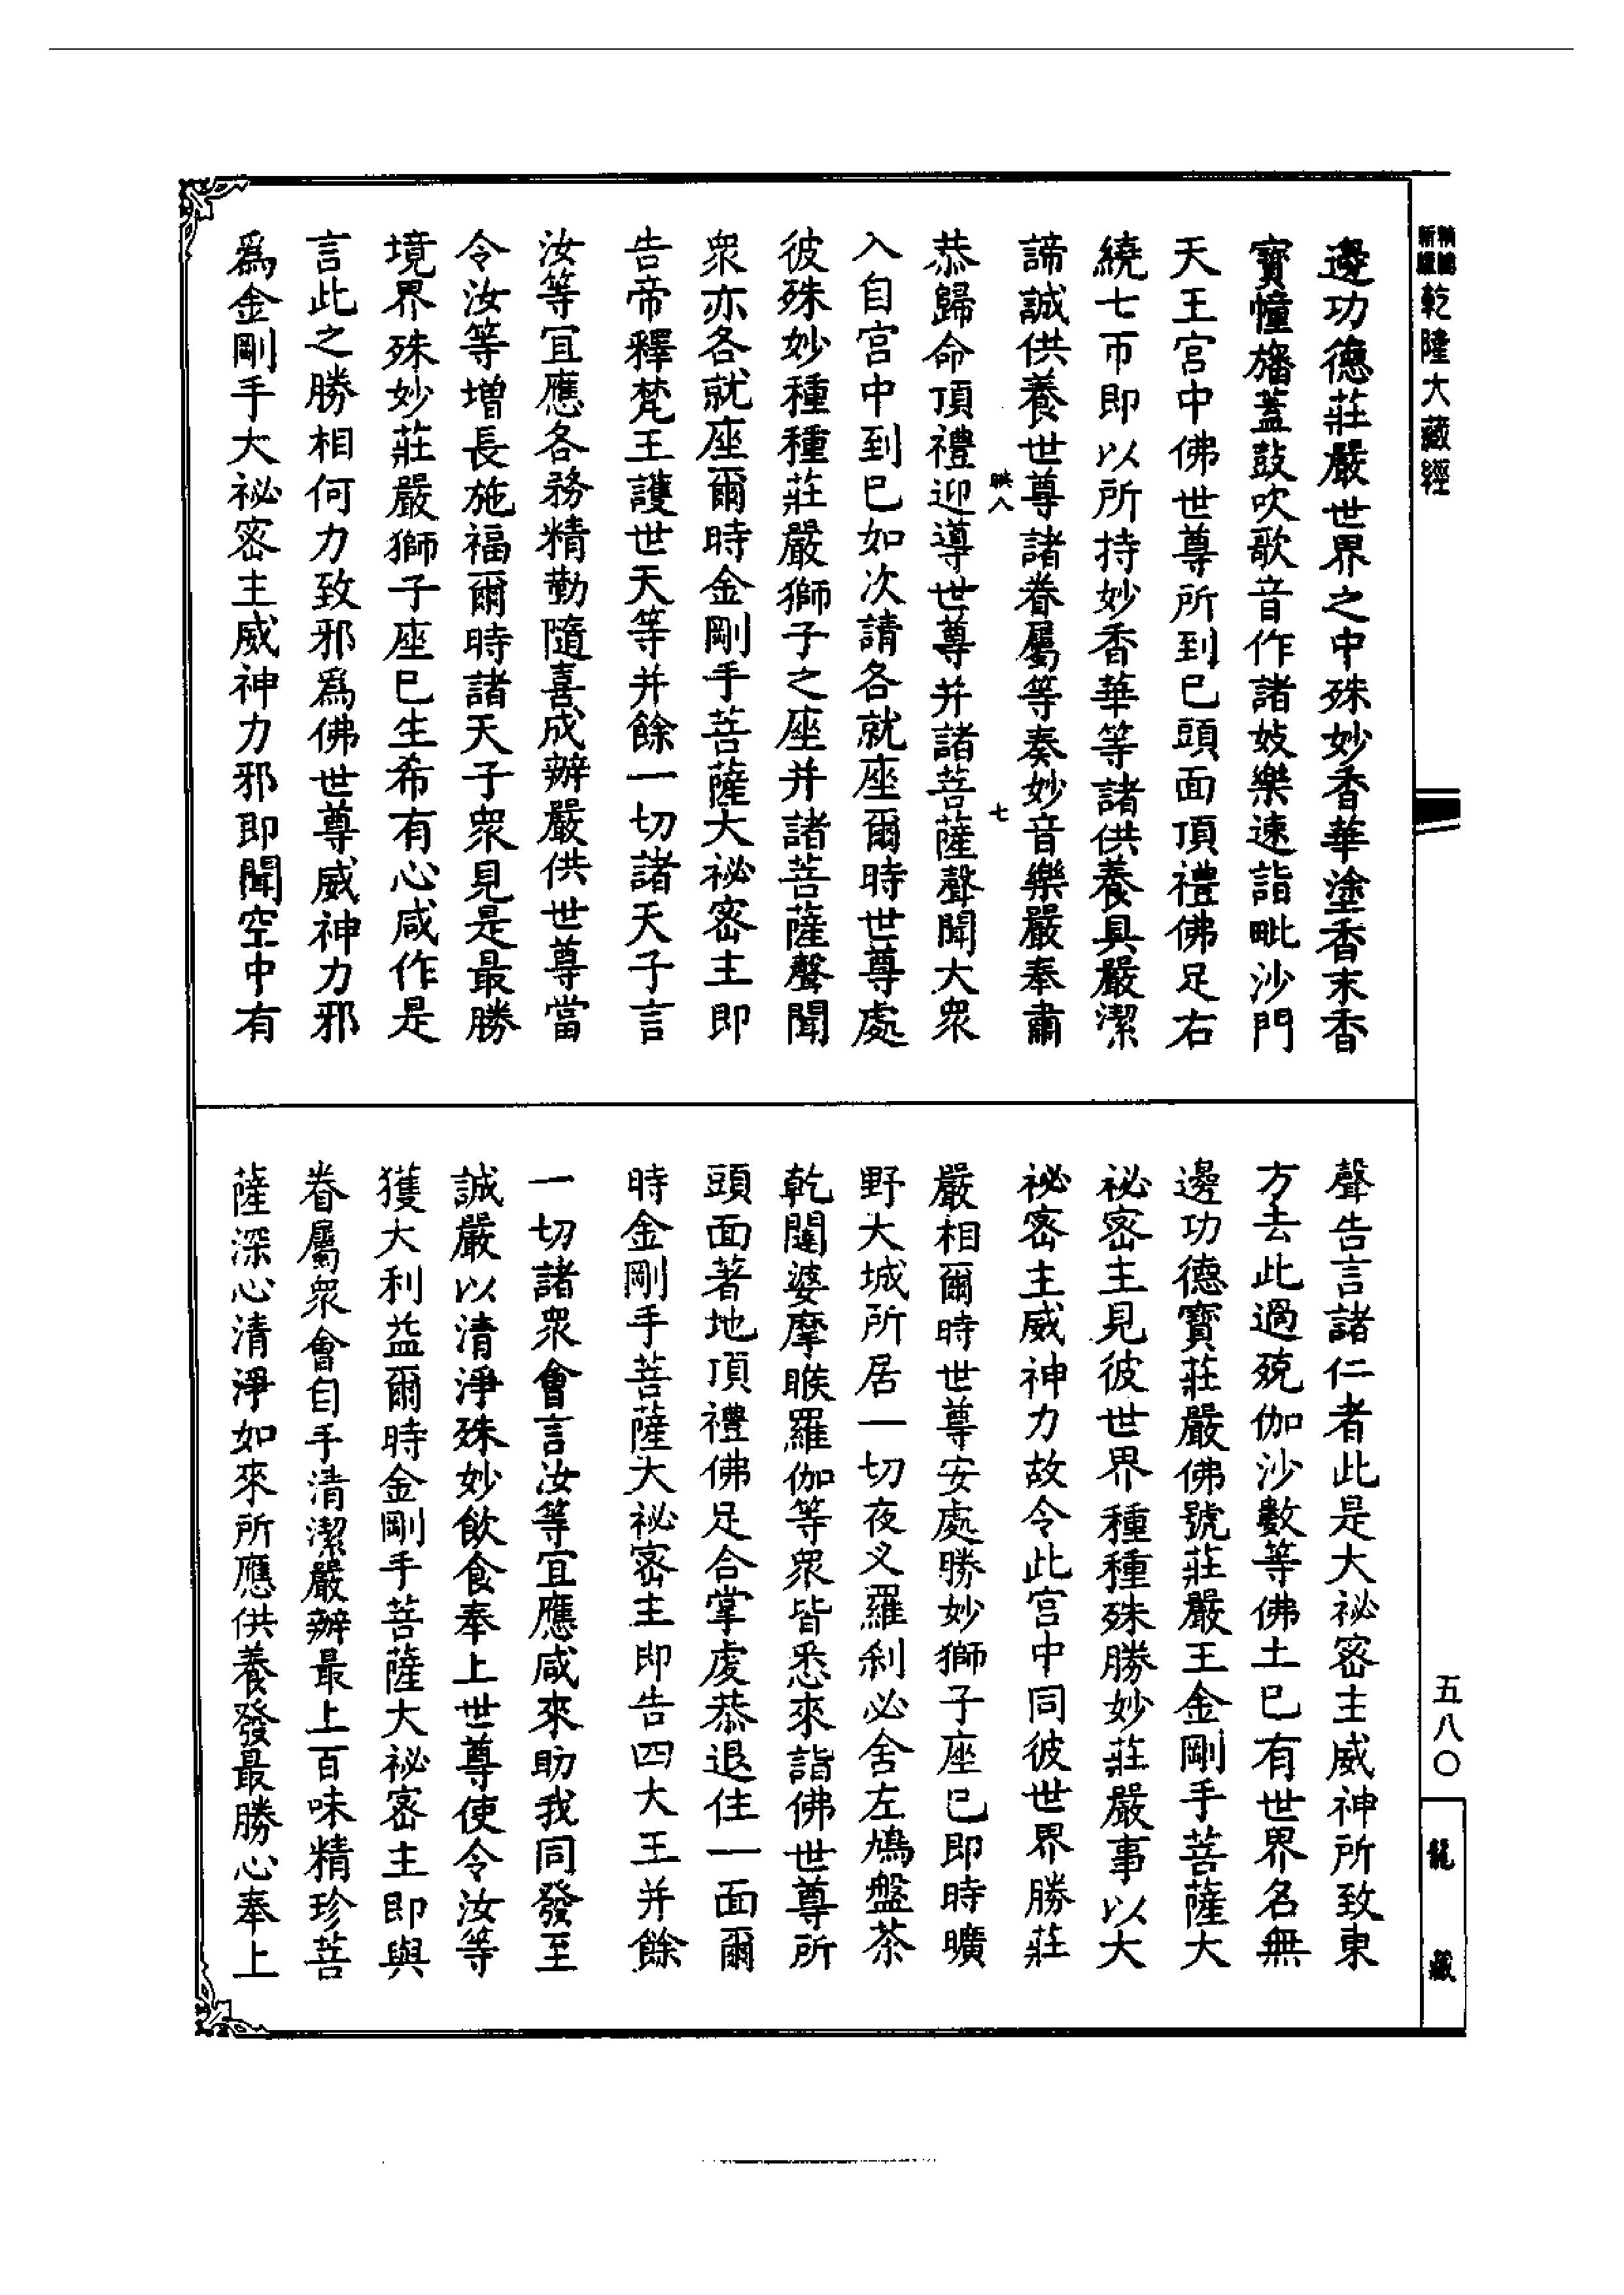 乾隆大藏經
邊功德莊嚴世界之中殊妙香華塗香末香
寶幢旛蓋鼓吹歌音作諸妓樂速詣毗沙門
天王宮中佛世尊所到已頭面頂禮佛足右
繞七帀即以所持妙香華等諸供養具嚴潔
諦誠供養世尊諸眷屬等奏妙音樂嚴奉肅
七
恭歸命頂禮迎導世尊并諸菩薩聲聞大衆
入自宮中到已如次請各就座爾時世尊處
彼殊妙種種莊嚴獅子之座并諸菩薩聲聞
衆亦各就座爾時金剛手菩薩大祕密主即
告帝釋梵王護世天等并餘一切諸天子言
汝等宜應各務精勤隨喜成辦嚴供世尊當
令汝等增長施福爾時諸天子衆見是最勝
境界殊妙莊嚴獅子座已生希有心咸作是
言此之勝相何力致邪爲佛世尊威神力邪
爲金剛手大祕密主威神力邪即聞空中有
聲告言諸仁者此是大祕密主威神所致東
方去此過殑伽沙數等佛土已有世界名無
邊功德寶莊嚴佛號莊嚴王金剛手菩薩大
祕密主見彼世界種種殊勝妙莊嚴事以大
祕密主威神力故令此宮中同彼世界勝莊
嚴相爾時世尊安處勝妙獅子座已即時曠
野大城所居一切夜叉羅刹必舍左鳩盤茶
乾闥婆摩睺羅伽等衆皆悉來詣佛世尊所
頭面著地頂禮佛足合掌虔恭退住一面爾
時金剛手菩薩大祕密主即告四大王并餘
一切諸衆會言汝等宜應咸來助我同發至
誠嚴以清淨殊妙飲食奉上世尊使令汝等
獲大利益爾時金剛手菩薩大祕密主即與
眷屬衆會自手清潔嚴辦最上百味精珍菩
薩深心清淨如來所應供養發最勝心奉上
五八〇
龍藏